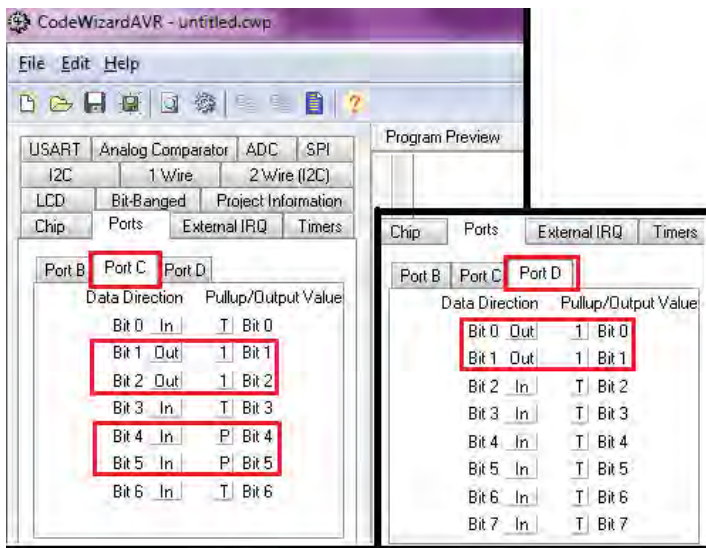 CodeWizardAVR - untitled.cwp
File Edit Help
USART Analog Comparator ADC SPI
I2C 1 Wire 2 Wire (I2C)
LCD Bit-Banged Project Information
Chip Ports External IRQ Timers
Port B Port C Port D
Data Direction Pullup/Output Value
Bit 0 In T Bit 0
Bit 1 Out 1 Bit 1
Bit 2 Out 1 Bit 2
Bit 3 In T Bit 3
Bit 4 In P Bit 4
Bit 5 In P Bit 5
Bit 6 In T Bit 6
Program Preview
Chip Ports External IRQ Timers
Port B Port C Port D
Data Direction Pullup/Output Value
Bit 0 Out 1 Bit 0
Bit 1 Out 1 Bit 1
Bit 2 In T Bit 2
Bit 3 In T Bit 3
Bit 4 In T Bit 4
Bit 5 In T Bit 5
Bit 6 In T Bit 6
Bit 7 In T Bit 7